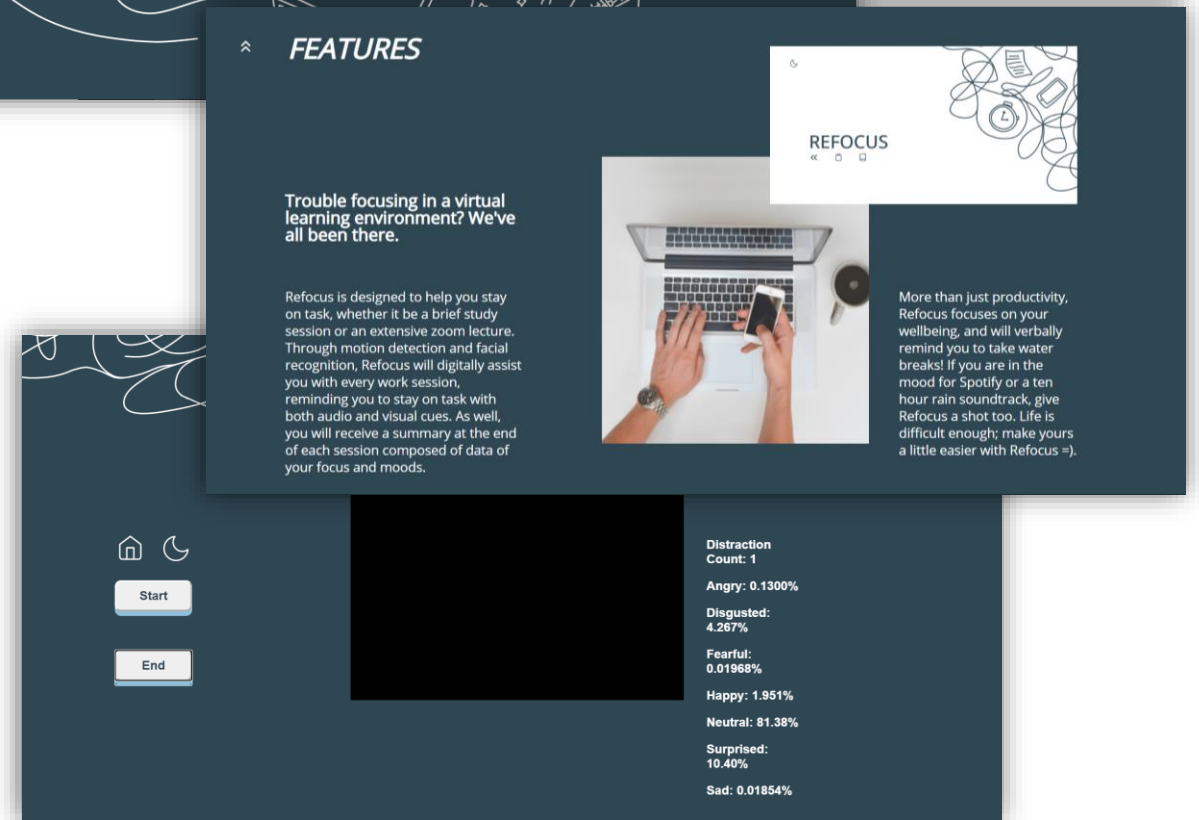 FEATURES
REFOCUS
Trouble focusing in a virtual
learning environment? We've
all been there.
Refocus is designed to help you stay
on task, whether it be a brief study
session or an extensive zoom lecture.
Through motion detection and facial
recognition, Refocus will digitally assist
you with every work session,
reminding you to stay on task with
both audio and visual cues. As well,
you will receive a summary at the end
of each session composed of data of
your focus and moods.
More than just productivity,
Refocus focuses on your
wellbeing, and will verbally
remind you to take water
breaks! If you are in the
mood for Spotify or a ten
hour rain soundtrack, give
Refocus a shot too. Life is
difficult enough; make yours
a little easier with Refocus =).
Start
End
Distraction
Count: 1
Angry: 0.1300%
Disgusted:
4.267%
Fearful:
0.01968%
Happy: 1.951%
Neutral: 81.38%
Surprised:
10.40%
Sad: 0.01854%